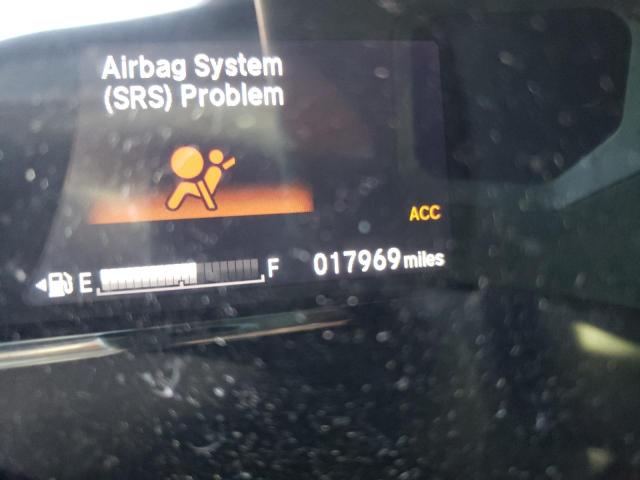 Airbag System
(SRS) Problem
ACC
E F 017969 miles